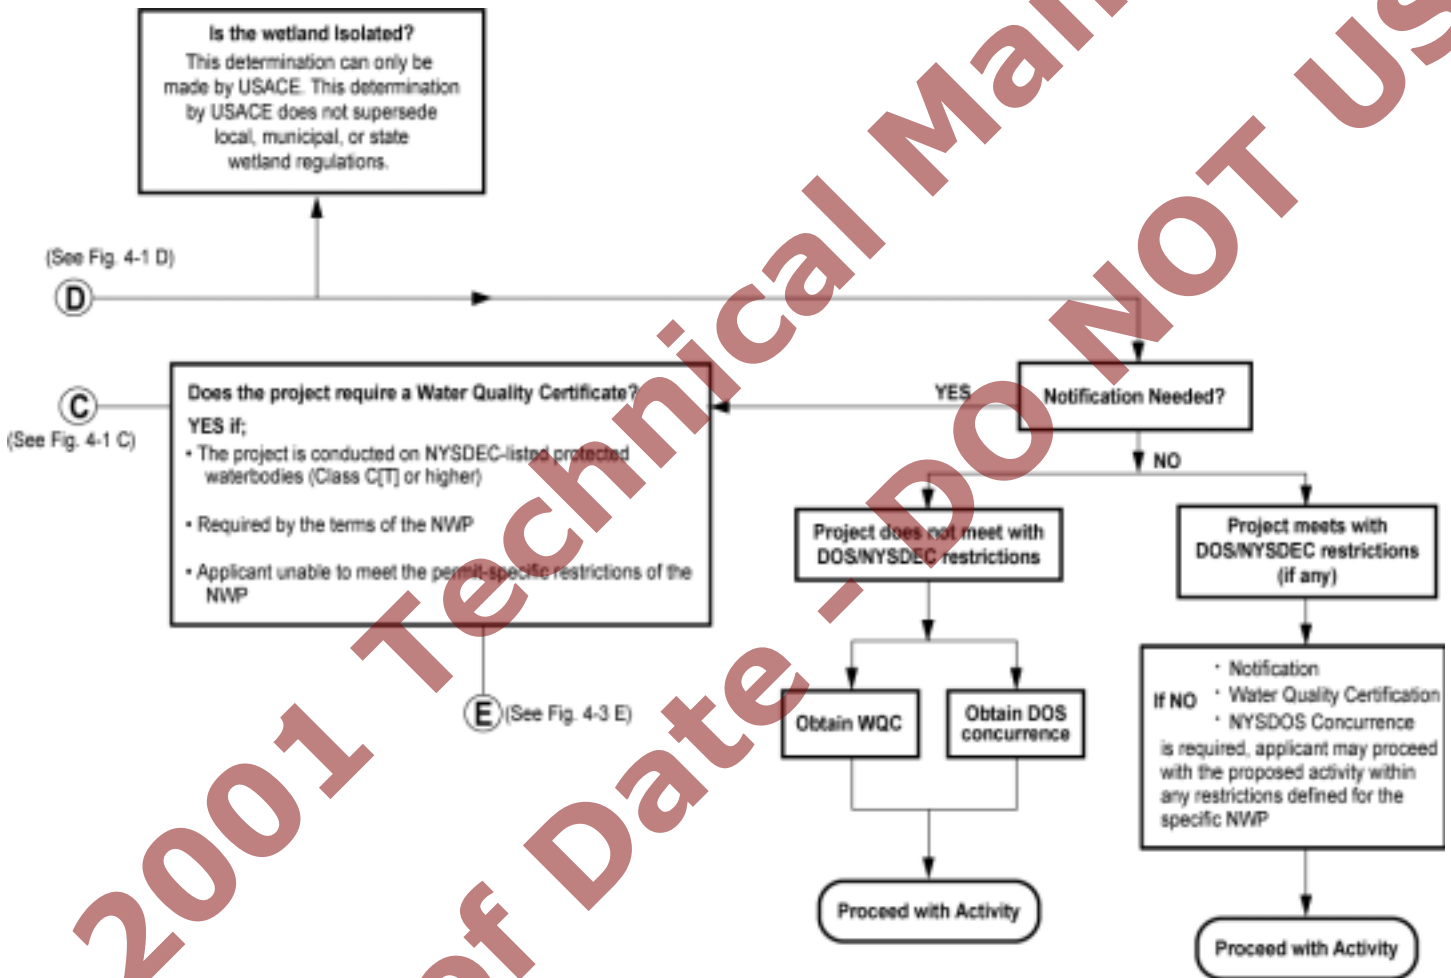 Is the wetland Isolated?
This determination can only be
made by USACE. This determination
by USACE does not supersede
local, municipal, or state
wetland regulations.
(See Fig. 4-1 D)
D
C
(See Fig. 4-1 C)
Does the project require a Water Quality Certificate?
YES if;
• The project is conducted on NYSDEC-listed protected
waterbodies (Class C[T] or higher)
• Required by the terms of the NWP
• Applicant unable to meet the permit-specific restrictions of the
NWP
E
(See Fig. 4-3 E)
YES
Notification Needed?
NO
Project does not meet with
DOS/NYSDEC restrictions
Project meets with
DOS/NYSDEC restrictions
(if any)
Obtain WQC
Obtain DOS
concurrence
If NO
· Notification
· Water Quality Certification
· NYSDOS Concurrence
is required, applicant may proceed
with the proposed activity within
any restrictions defined for the
specific NWP
Proceed with Activity
Proceed with Activity
2001 Technical Man
of Date - DO NOT US